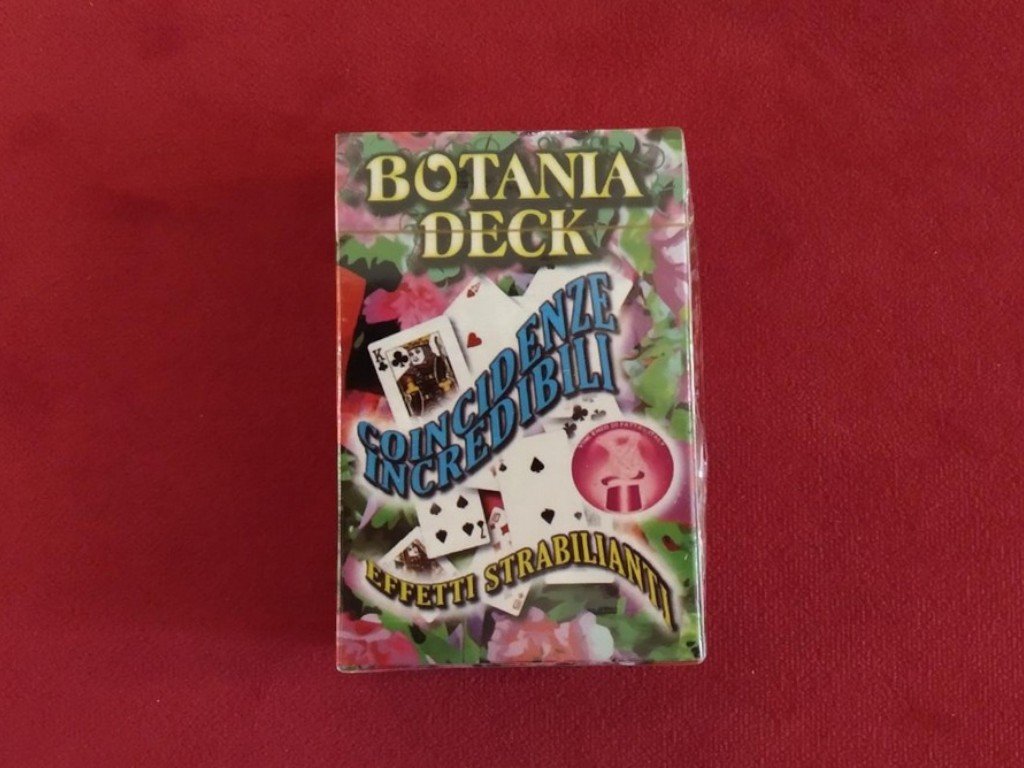 BOTANIA
DECK
K
COINCIDENZE
INCREDIBILI
EFFETTI STRABILIANTI